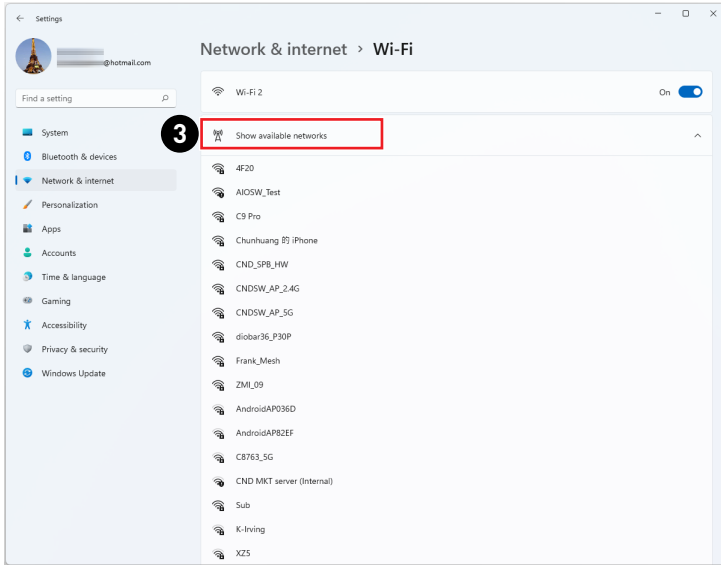 Settings
@hotmail.com
Find a setting
System
Bluetooth & devices
Network & internet
Personalization
Apps
Accounts
Time & language
Gaming
Accessibility
Privacy & security
Windows Update
Network & internet > Wi-Fi
Wi-Fi 2
On
3
Show available networks
4F20
AIOSW_Test
C9 Pro
Chunhuang 的 iPhone
CND_SPB_HW
CNDSW_AP_2.4G
CNDSW_AP_5G
diobar36_P30P
Frank_Mesh
ZMI_09
AndroidAP036D
AndroidAP82EF
C8763_5G
CND MKT server (Internal)
Sub
K-Irving
XZ5